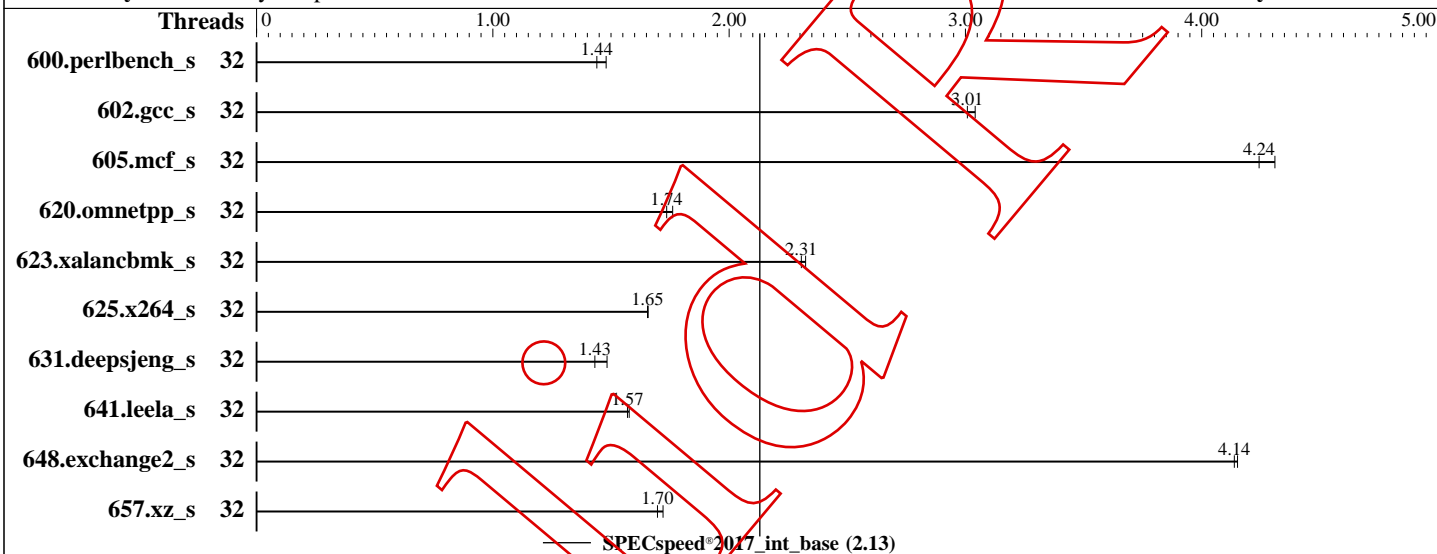 Threads 0 1.00 2.00 3.00 4.00 5.00
600.perlbench_s 32 1.44
602.gcc_s 32 3.01
605.mcf_s 32 4.24
620.omnetpp_s 32 1.74
623.xalancbmk_s 32 2.31
625.x264_s 32 1.65
631.deepsjeng_s 32 1.43
641.leela_s 32 1.57
648.exchange2_s 32 4.14
657.xz_s 32 1.70
SPECspeed®2017_int_base (2.13)